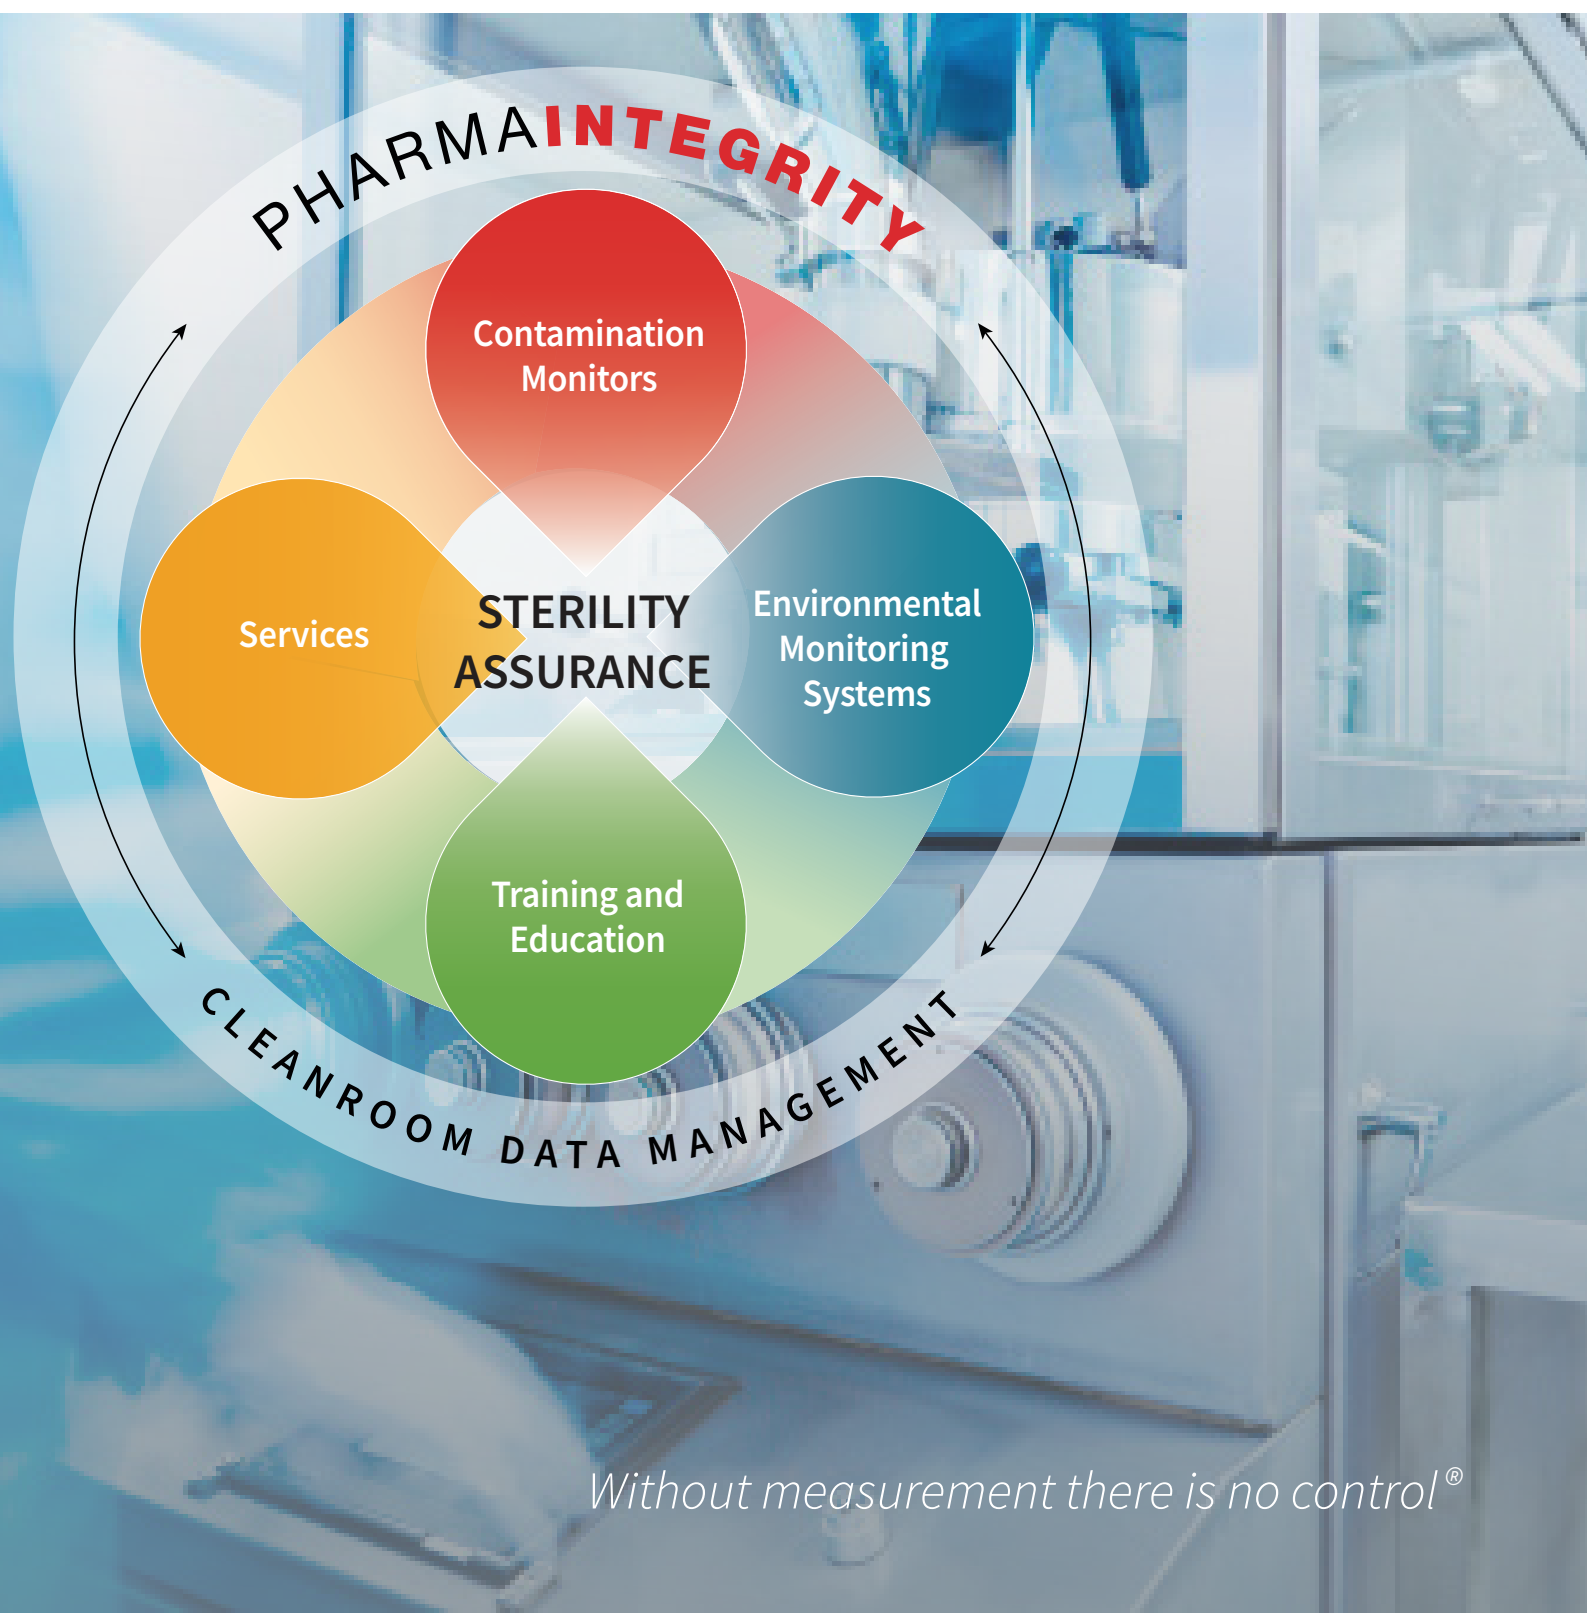 PHARMAINTEGRITY
Contamination
Monitors
Services
STERILITY
ASSURANCE
Environmental
Monitoring
Systems
Training and
Education
CLEANROOM DATA MANAGEMENT
Without measurement there is no control®